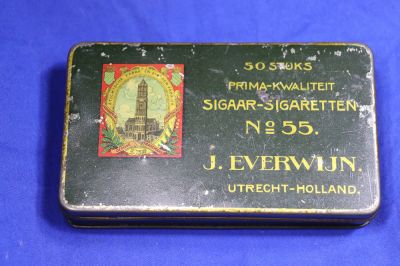 50 STUKS
PRIMA-KWALITEIT
SIGAAR-SIGARETTEN
No 55.
J. EVERWIJN.
UTRECHT-HOLLAND.